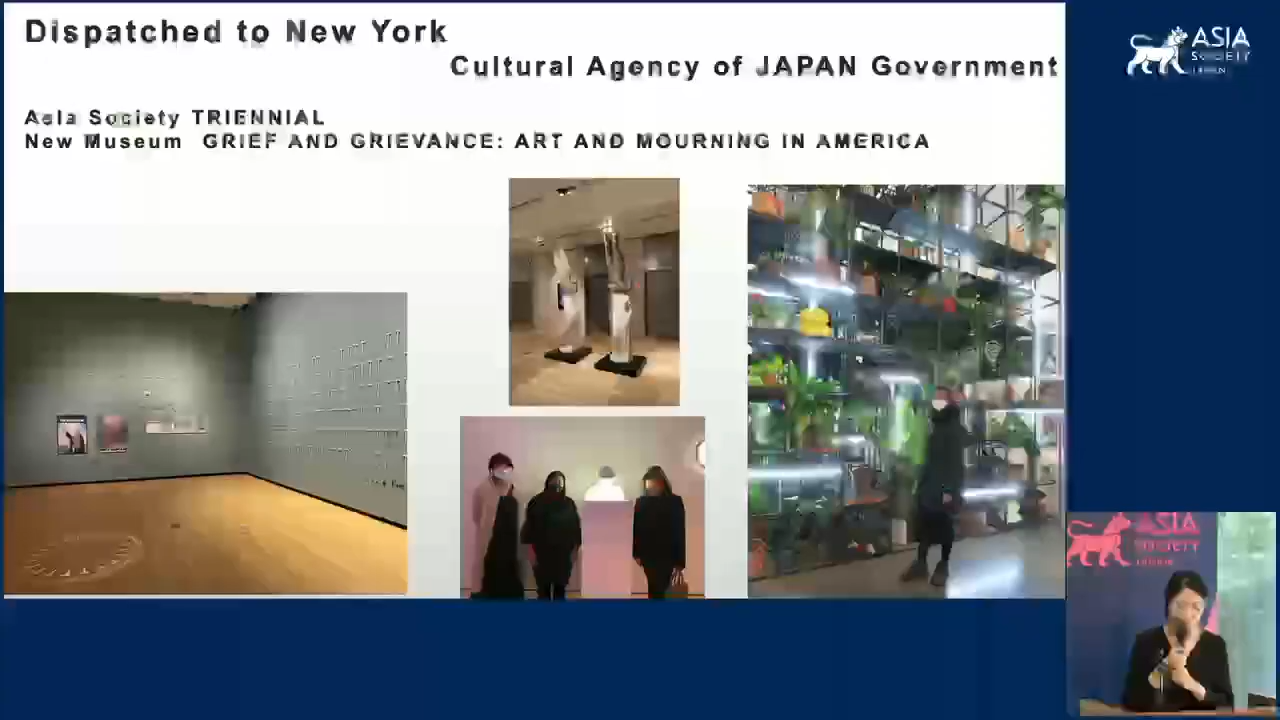 Dispatched to New York
Cultural Agency of JAPAN Government
Asia Society TRIENNIAL
New Museum GRIEF AND GRIEVANCE: ART AND MOURNING IN AMERICA
ASIA
SOCIETY
ASIA
SOCIETY